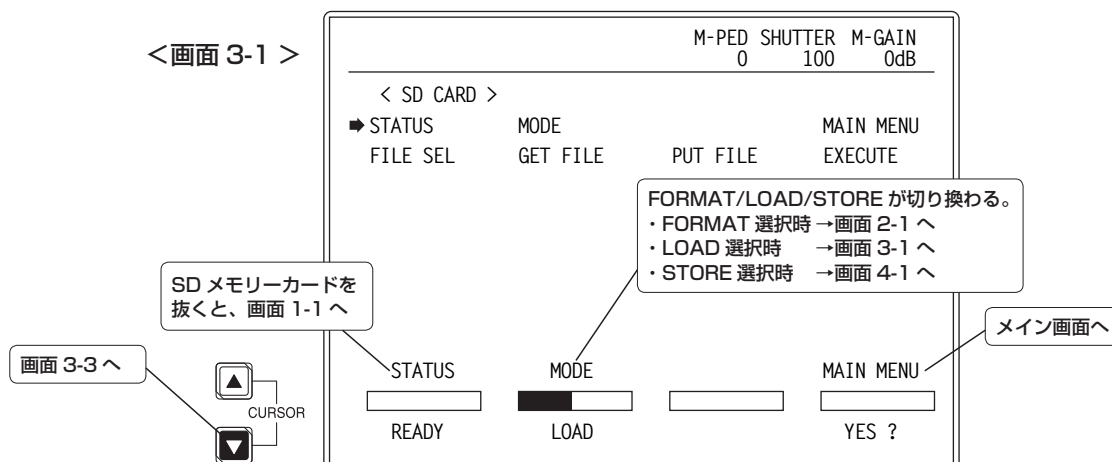 <画面 3-1 >
M-PED SHUTTER M-GAIN
0 100 0dB
< SD CARD >
➡ STATUS MODE MAIN MENU
FILE SEL GET FILE PUT FILE EXECUTE
FORMAT/LOAD/STORE が切り換わる。
・FORMAT 選択時 →画面 2-1 へ
・LOAD 選択時 →画面 3-1 へ
・STORE 選択時 →画面 4-1 へ
SD メモリーカードを
抜くと、画面 1-1 へ
メイン画面へ
画面 3-3 へ
STATUS MODE MAIN MENU
CURSOR
READY LOAD YES ?